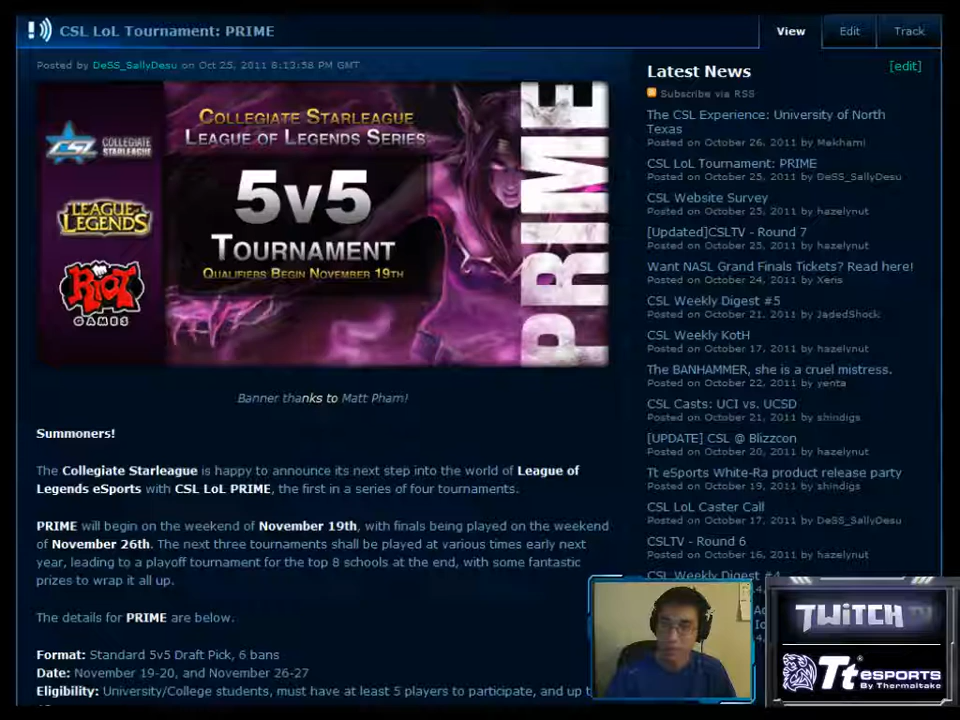 CSL LoL Tournament: PRIME
View
Edit
Track
Posted by DeSS_SallyDesu on Oct 25, 2011 8:13:58 PM GMT
CSL COLLEGIATE STARLEAGUE
LEAGUE OF LEGENDS
RIOT GAMES
COLLEGIATE STARLEAGUE
LEAGUE OF LEGENDS SERIES
5v5
TOURNAMENT
QUALIFIERS BEGIN NOVEMBER 19TH
PRIME
Banner thanks to Matt Pham!
Summoners!
The Collegiate Starleague is happy to announce its next step into the world of League of
Legends eSports with CSL LoL PRIME, the first in a series of four tournaments.
PRIME will begin on the weekend of November 19th, with finals being played on the weekend
of November 26th. The next three tournaments shall be played at various times early next
year, leading to a playoff tournament for the top 8 schools at the end, with some fantastic
prizes to wrap it all up.
The details for PRIME are below.
Format: Standard 5v5 Draft Pick, 6 bans
Date: November 19-20, and November 26-27
Eligibility: University/College students, must have at least 5 players to participate, and up t
Latest News
[edit]
Subscribe via RSS
The CSL Experience: University of North
Texas
Posted on October 26, 2011 by Makhami
CSL LoL Tournament: PRIME
Posted on October 25, 2011 by DeSS_SallyDesu
CSL Website Survey
Posted on October 25, 2011 by hazelynut
[Updated]CSLTV - Round 7
Posted on October 25, 2011 by hazelynut
Want NASL Grand Finals Tickets? Read here!
Posted on October 24, 2011 by Xeris
CSL Weekly Digest #5
Posted on October 21, 2011 by JadedShock
CSL Weekly KotH
Posted on October 17, 2011 by hazelynut
The BANHAMMER, she is a cruel mistress.
Posted on October 22, 2011 by yenta
CSL Casts: UCI vs. UCSD
Posted on October 21, 2011 by shindigs
[UPDATE] CSL @ Blizzcon
Posted on October 20, 2011 by hazelynut
Tt eSports White-Ra product release party
Posted on October 19, 2011 by shindigs
CSL LoL Caster Call
Posted on October 17, 2011 by DeSS_SallyDesu
CSLTV - Round 6
Posted on October 16, 2011 by hazelynut
CSL Weekly Digest #4
TWiTCH TV
Tt eSPORTS
By Thermaltake